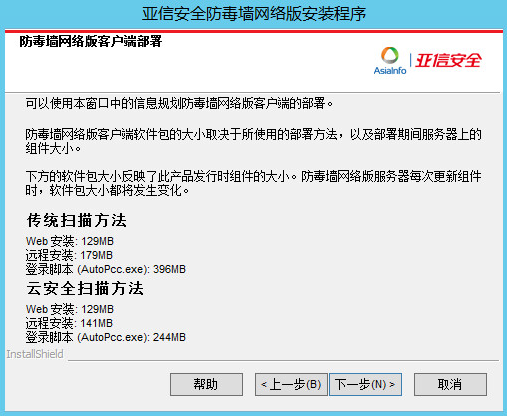 亚信安全防毒墙网络版安装程序
防毒墙网络版客户端部署
AsiaInfo
亚信安全
可以使用本窗口中的信息规划防毒墙网络版客户端的部署。
防毒墙网络版客户端软件包的大小取决于所使用的部署方法，以及部署期间服务器上的
组件大小。
下方的软件包大小反映了此产品发行时组件的大小。防毒墙网络版服务器每次更新组件
时，软件包大小都将发生变化。
传统扫描方法
Web 安装: 129MB
远程安装: 179MB
登录脚本 (AutoPcc.exe): 396MB
云安全扫描方法
Web 安装: 129MB
远程安装: 141MB
登录脚本 (AutoPcc.exe): 244MB
InstallShield
帮助
< 上一步(B)
下一步(N) >
取消